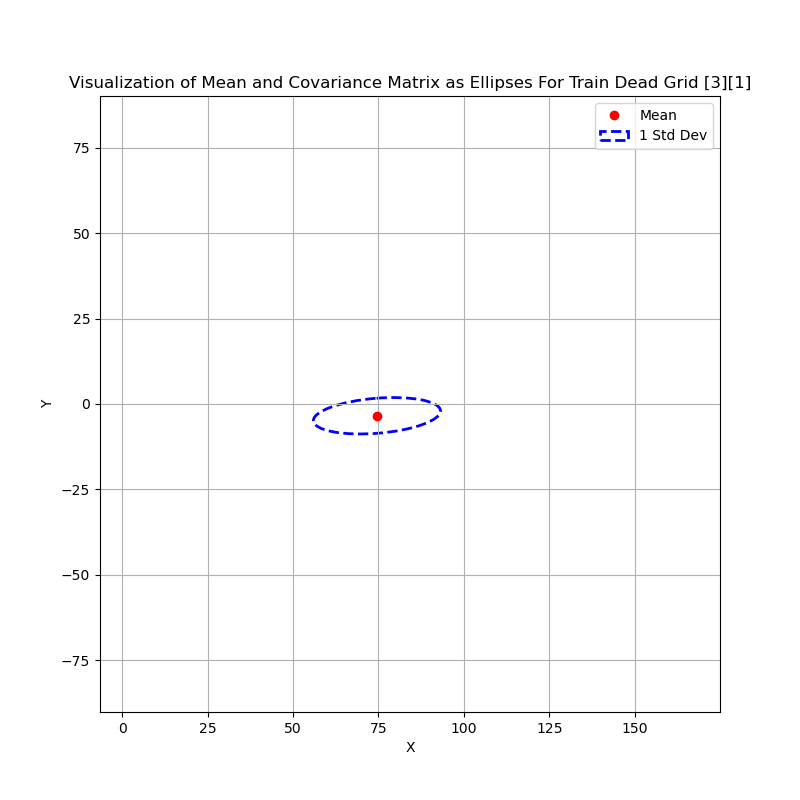 Visualization of Mean and Covariance Matrix as Ellipses For Train Dead Grid [3][1]
Mean
1 Std Dev
75
50
25
0
−25
−50
−75
Y
0 25 50 75 100 125 150
X